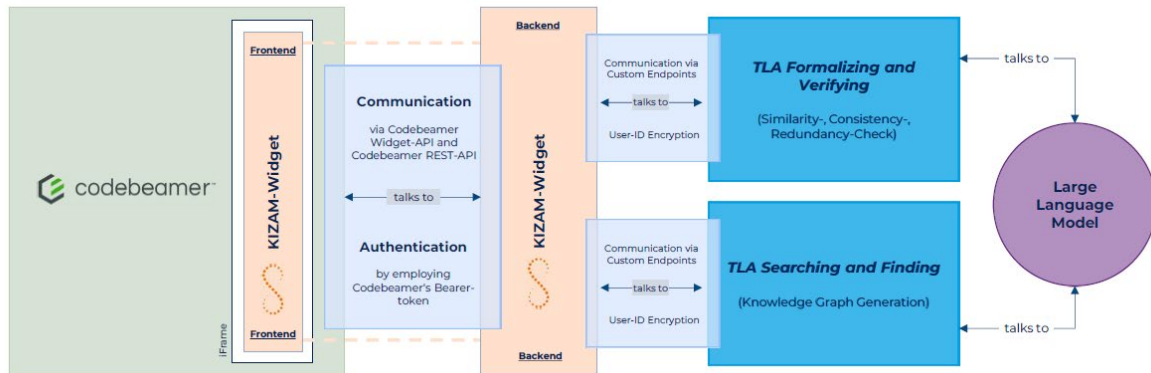 codebeamer™
iFrame
Frontend
KIZAM-Widget
Frontend
Communication
via Codebeamer
Widget-API and
Codebeamer REST-API
talks to
Authentication
by employing
Codebeamer's Bearer-
token
Backend
KIZAM-Widget
Backend
Communication via
Custom Endpoints
talks to
User-ID Encryption
Communication via
Custom Endpoints
talks to
User-ID Encryption
TLA Formalizing and
Verifying
(Similarity-, Consistency-,
Redundancy-Check)
TLA Searching and Finding
(Knowledge Graph Generation)
talks to
Large
Language
Model
talks to